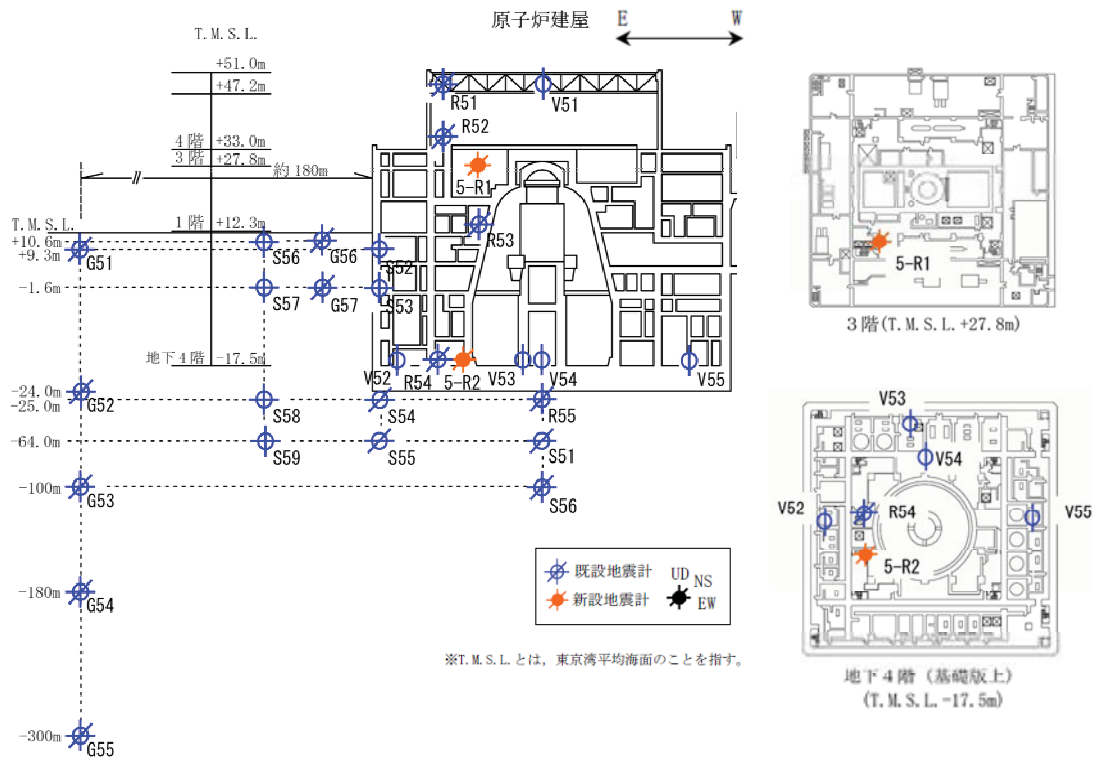 原子炉建屋
E W
T.M.S.L.
+51.0m
+47.2m
4階 +33.0m
3階 +27.8m
約180m
1階 +12.3m
T.M.S.L.
+10.6m
+9.3m
-1.6m
地下4階 -17.5m
-24.0m
-25.0m
-64.0m
-100m
-180m
-300m
R51
V51
R52
5-R1
R53
G51
S56
G56
S52
S57
G57
S53
V52
R54
5-R2
V53
V54
V55
G52
S58
S54
R55
S59
S55
S51
G53
S56
G54
G55
既設地震計
新設地震計
UD
NS
EW
※T.M.S.L.とは，東京湾平均海面のことを指す。
5-R1
3階(T.M.S.L.+27.8m)
V53
V54
V52
R54
V55
5-R2
地下4階（基礎版上）
(T.M.S.L.-17.5m)